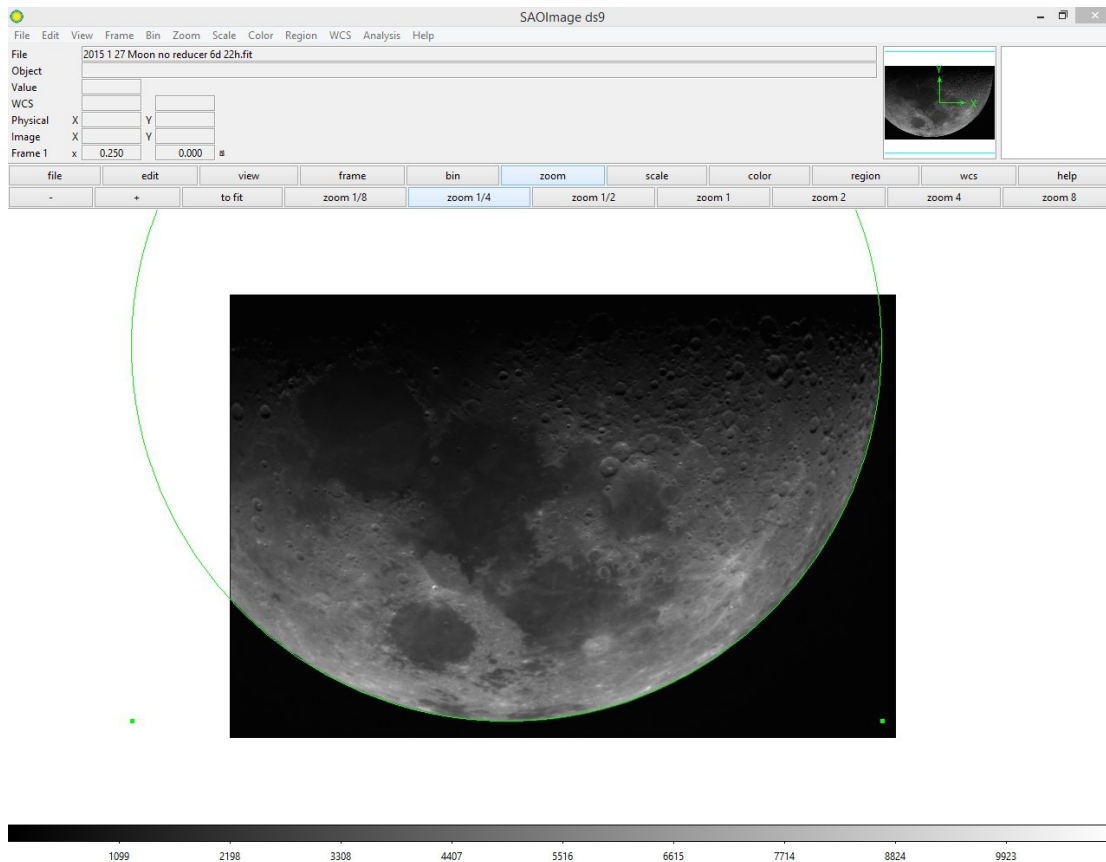 SAOImage ds9
File Edit View Frame Bin Zoom Scale Color Region WCS Analysis Help
File 2015 1 27 Moon no reducer 6d 22h.fit
Object
Value
WCS
Physical X Y
Image X Y
Frame 1 x 0.250 0.000
Y
X
file edit view frame bin zoom scale color region wcs help
- + to fit zoom 1/8 zoom 1/4 zoom 1/2 zoom 1 zoom 2 zoom 4 zoom 8
1099 2198 3308 4407 5516 6615 7714 8824 9923